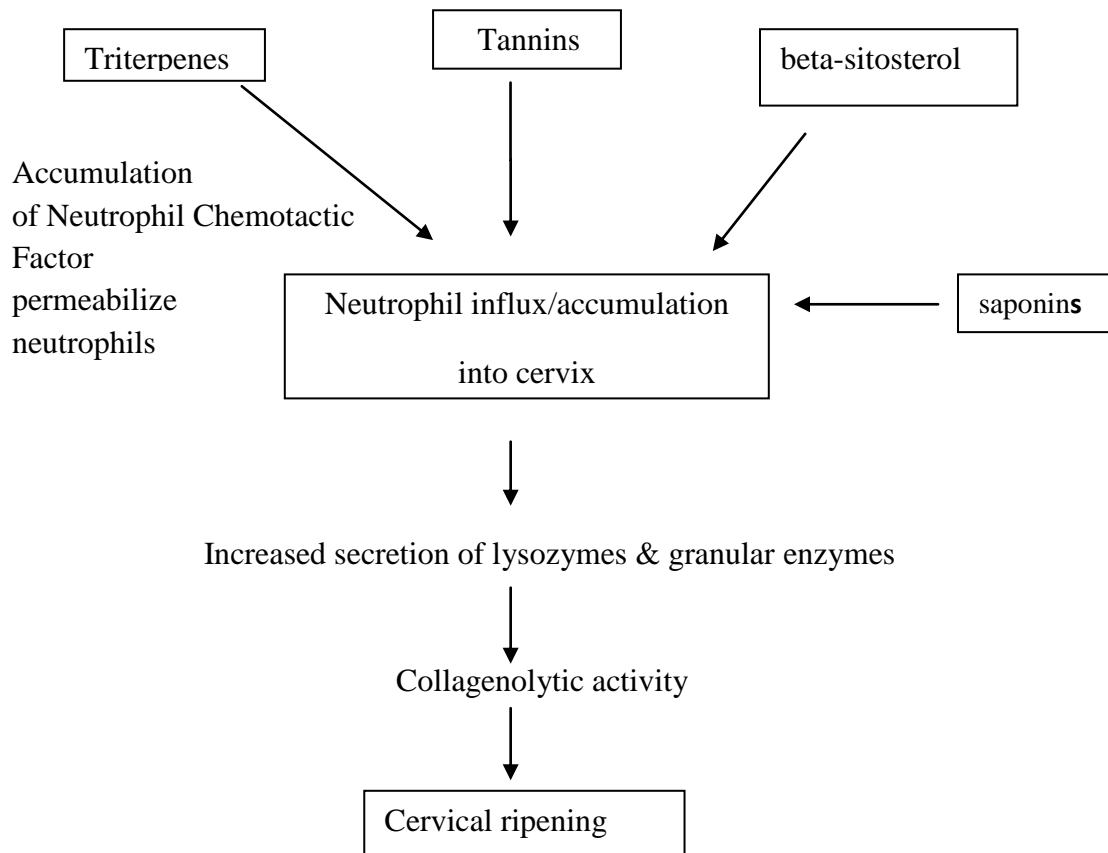 Triterpenes
Tannins
beta-sitosterol
Accumulation
of Neutrophil Chemotactic
Factor
permeabilize
neutrophils
Neutrophil influx/accumulation
into cervix
saponins
Increased secretion of lysozymes & granular enzymes
Collagenolytic activity
Cervical ripening